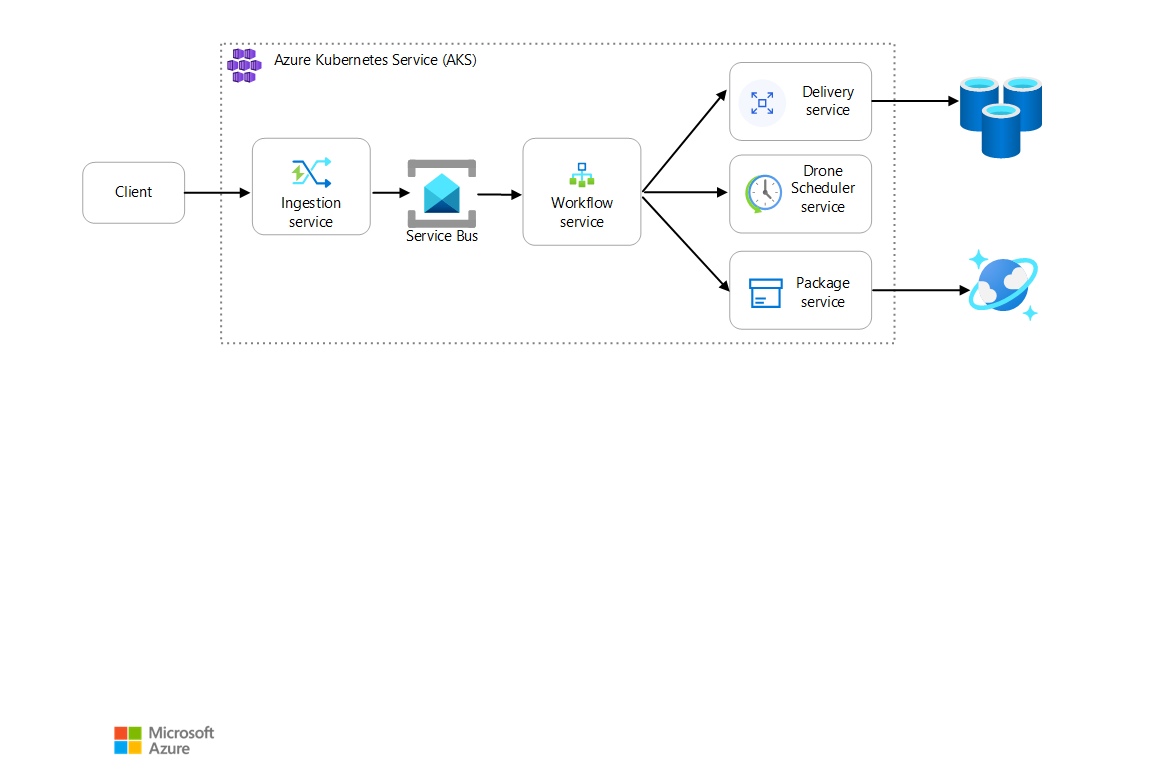 Azure Kubernetes Service (AKS)
Client
Ingestion
service
Service Bus
Workflow
service
Delivery
service
Drone
Scheduler
service
Package
service
Microsoft
Azure